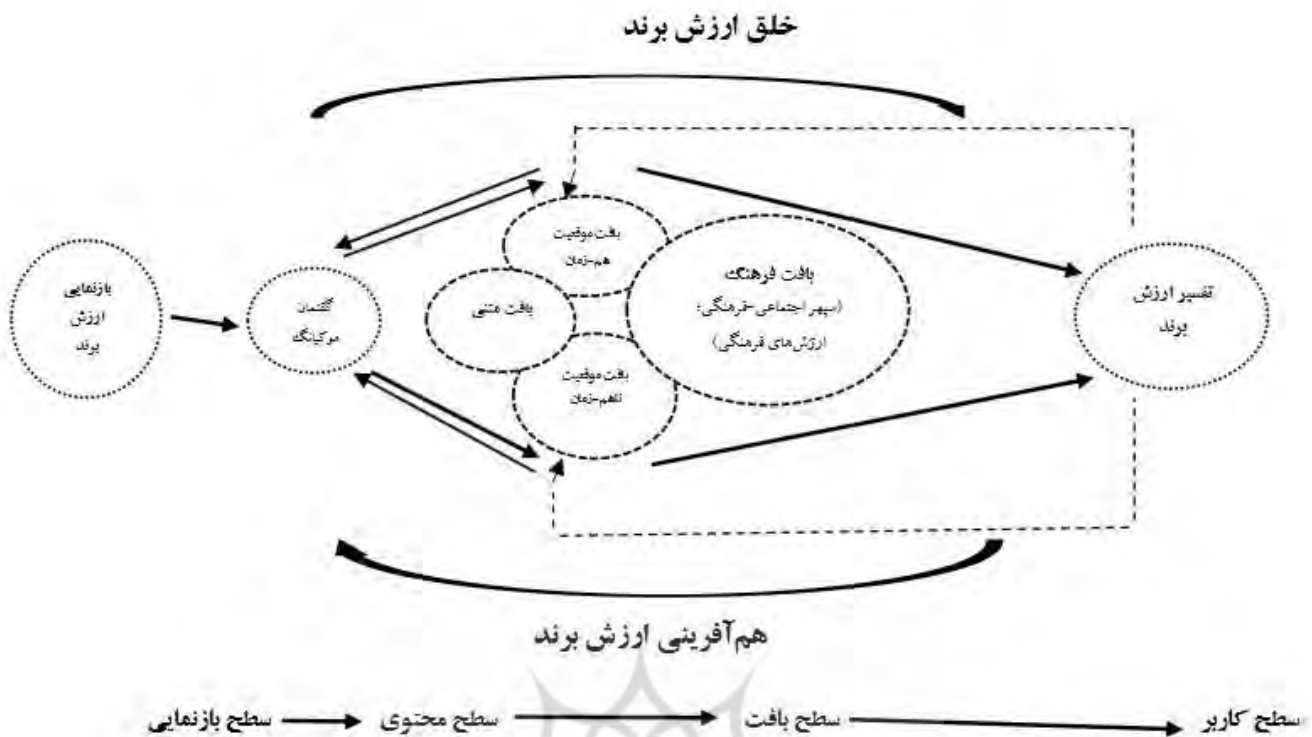 خلق ارزش برند
بازنمایی
ارزش
برند
گفتمان
مرکیانگ
بافت موقعیت
هم-زمان
بافت متنی
بافت موقعیت
ناهم-زمان
بافت فرهنگ
(سپهر اجتماعی-فرهنگی؛
ارزش‌های فرهنگی)
تفسیر ارزش
برند
هم‌آفرینی ارزش برند
سطح بازنمایی
سطح محتوی
سطح بافت
سطح کاربر